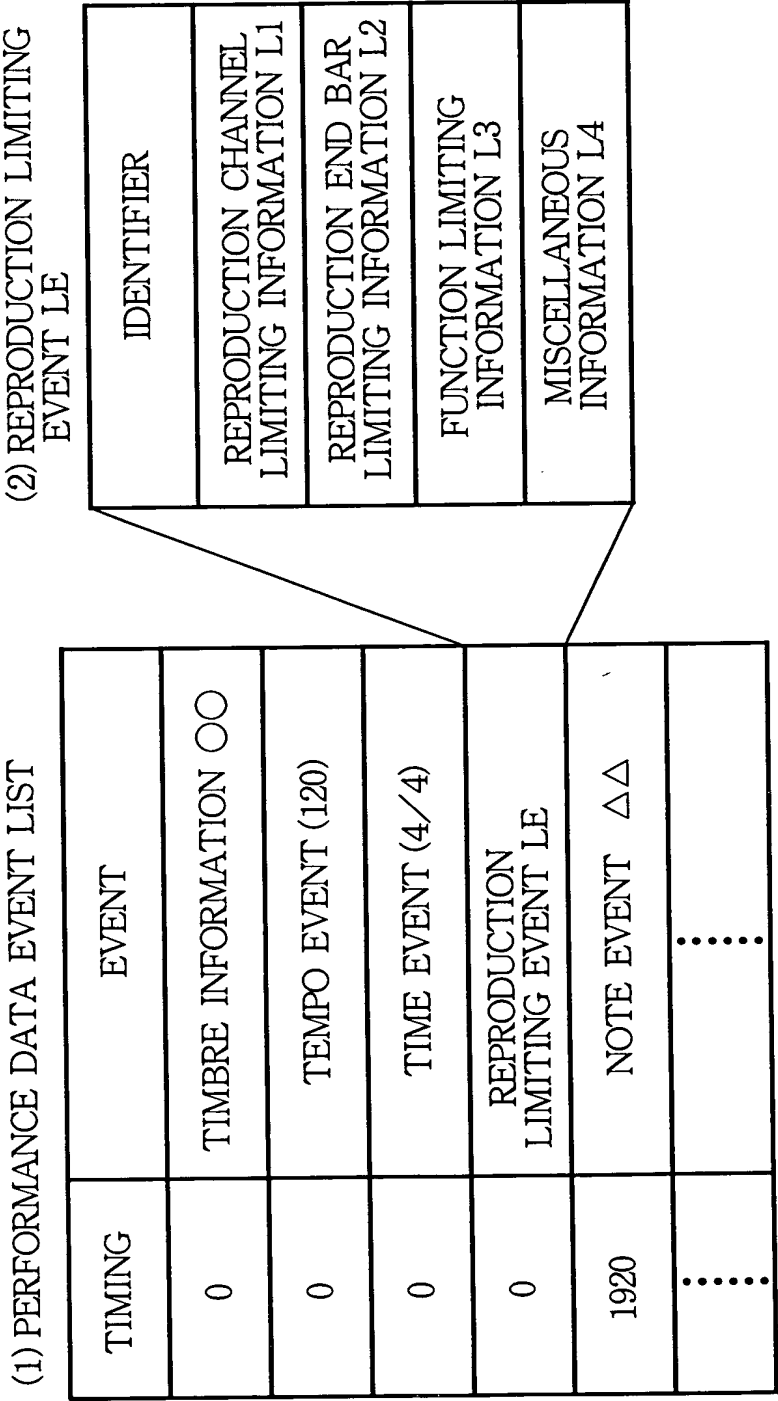 (1) PERFORMANCE DATA EVENT LIST
TIMING
EVENT
0
TIMBRE INFORMATION ○○
0
TEMPO EVENT (120)
0
TIME EVENT (4/4)
0
REPRODUCTION
LIMITING EVENT LE
1920
NOTE EVENT △△
••••••
••••••
(2) REPRODUCTION LIMITING
EVENT LE
IDENTIFIER
REPRODUCTION CHANNEL
LIMITING INFORMATION L1
REPRODUCTION END BAR
LIMITING INFORMATION L2
FUNCTION LIMITING
INFORMATION L3
MISCELLANEOUS
INFORMATION L4